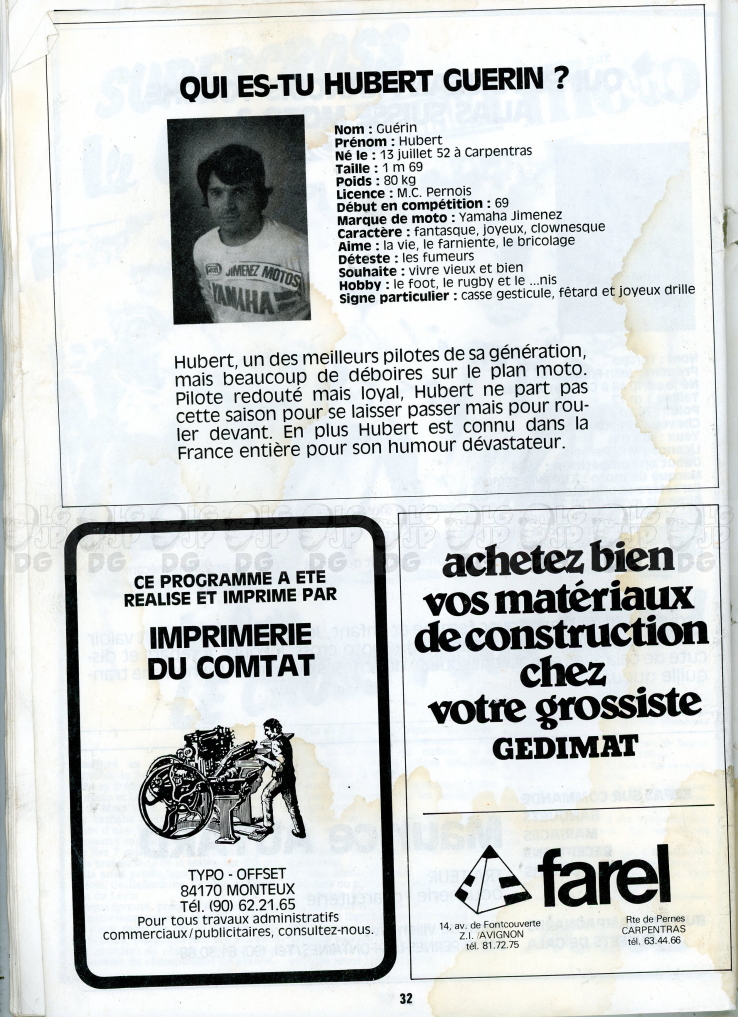 QUI ES-TU HUBERT GUERIN ?
JIMENEZ MOTOS
YAMAHA
Nom : Guérin
Prénom : Hubert
Né le : 13 juillet 52 à Carpentras
Taille : 1 m 69
Poids : 80 kg
Licence : M.C. Pernois
Début en compétition : 69
Marque de moto : Yamaha Jimenez
Caractère : fantasque, joyeux, clownesque
Aime : la vie, le farniente, le bricolage
Déteste : les fumeurs
Souhaite : vivre vieux et bien
Hobby : le foot, le rugby et le ...nis
Signe particulier : casse gesticule, fêtard et joyeux drille
Hubert, un des meilleurs pilotes de sa génération,
mais beaucoup de déboires sur le plan moto.
Pilote redouté mais loyal, Hubert ne part pas
cette saison pour se laisser passer mais pour rou-
ler devant. En plus Hubert est connu dans la
France entière pour son humour dévastateur.
CE PROGRAMME A ETE
REALISE ET IMPRIME PAR
IMPRIMERIE
DU COMTAT
TYPO - OFFSET
84170 MONTEUX
Tél. (90) 62.21.65
Pour tous travaux administratifs
commerciaux/publicitaires, consultez-nous.
achetez bien
vos matériaux
de construction
chez
votre grossiste
GEDIMAT
farel
14, av. de Fontcouverte
Z.I. AVIGNON
tél. 81.72.75
Rte de Pernes
CARPENTRAS
tél. 63.44.66
32